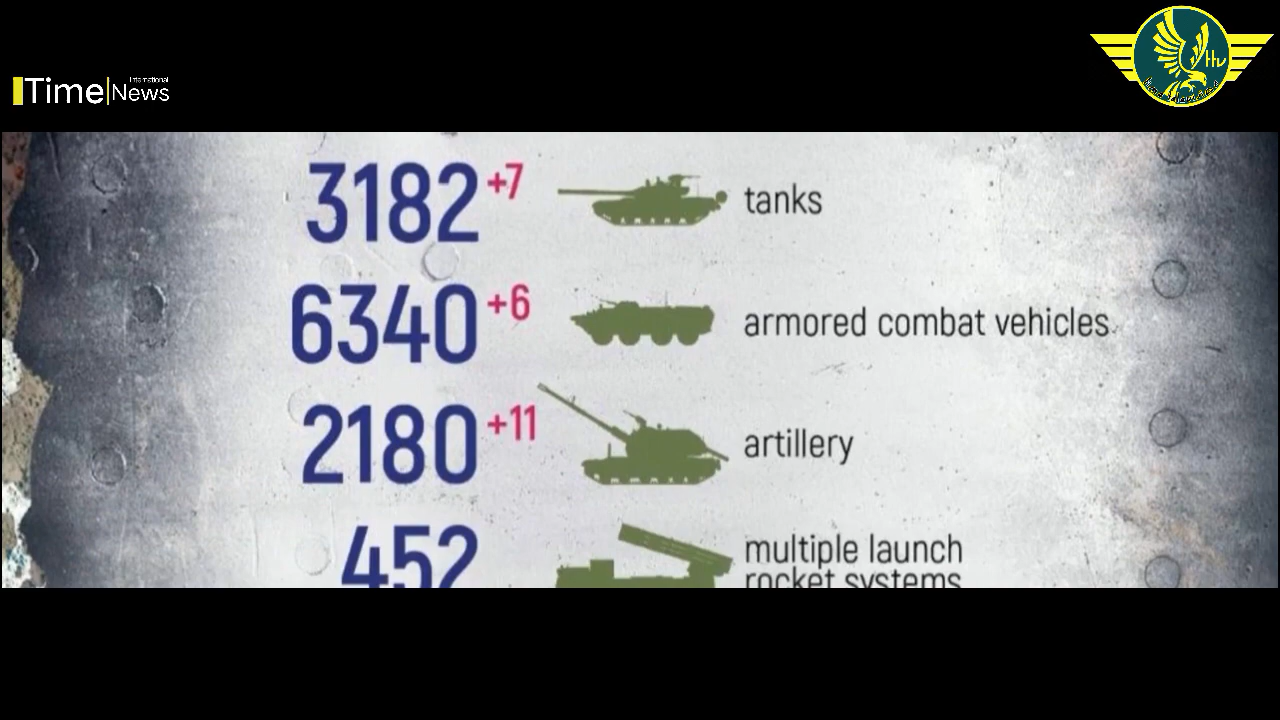 International
Time News
Htv
3182 +7 tanks
6340 +6 armored combat vehicles
2180 +11 artillery
452 multiple launch
rocket systems